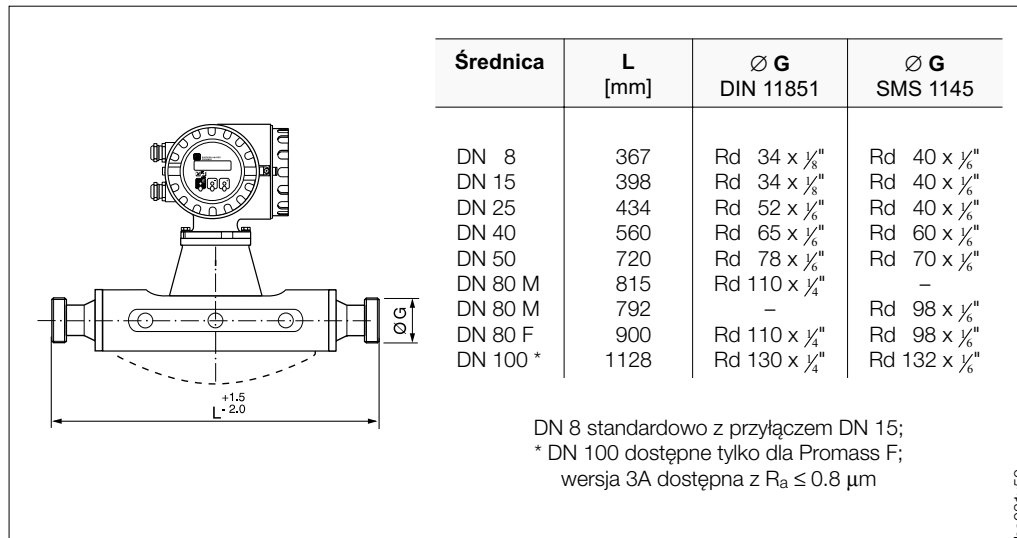 Średnica L ∅ G ∅ G
[mm] DIN 11851 SMS 1145
DN 8 367 Rd 34 x 1/8" Rd 40 x 1/6"
DN 15 398 Rd 34 x 1/8" Rd 40 x 1/6"
DN 25 434 Rd 52 x 1/6" Rd 40 x 1/6"
DN 40 560 Rd 65 x 1/6" Rd 60 x 1/6"
DN 50 720 Rd 78 x 1/6" Rd 70 x 1/6"
DN 80 M 815 Rd 110 x 1/4" –
DN 80 M 792 – Rd 98 x 1/6"
DN 80 F 900 Rd 110 x 1/4" Rd 98 x 1/6"
DN 100 * 1128 Rd 130 x 1/4" Rd 132 x 1/6"
Ø G
L +1.5 - 2.0
DN 8 standardowo z przyłączem DN 15;
* DN 100 dostępne tylko dla Promass F;
wersja 3A dostępna z Ra ≤ 0.8 µm